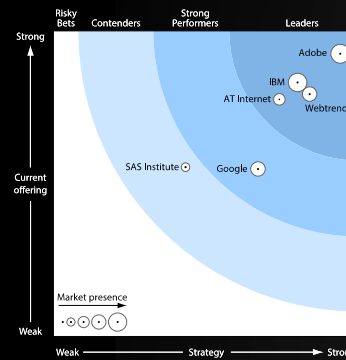 Risky
Bets
Contenders
Strong
Performers
Leaders
Strong
Adobe
IBM
AT Internet
Webtrend
SAS Institute
Google
Current
offering
Market presence
Weak
Weak
Strategy
Stro